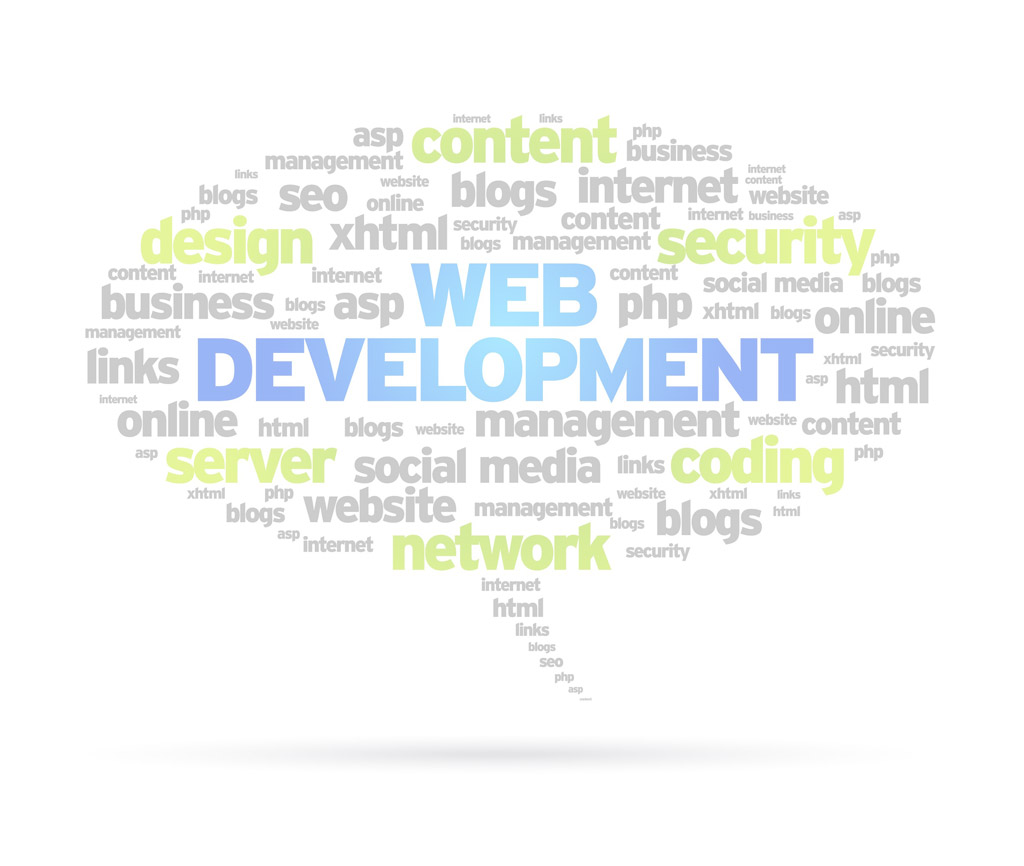 internet links
asp content php
management business
links website blogs internet internet
content
blogs seo online website
php content internet business asp
design xhtml security security
blogs management php
content internet internet content social media blogs
business blogs asp WEB php xhtml blogs online
website
management
links DEVELOPMENT xhtml security
asp html
internet
online html blogs website management website content
asp server social media links coding php
xhtml php website management website xhtml links
blogs blogs blogs html
asp internet network security
internet
html
links
blogs
seo
php
asp